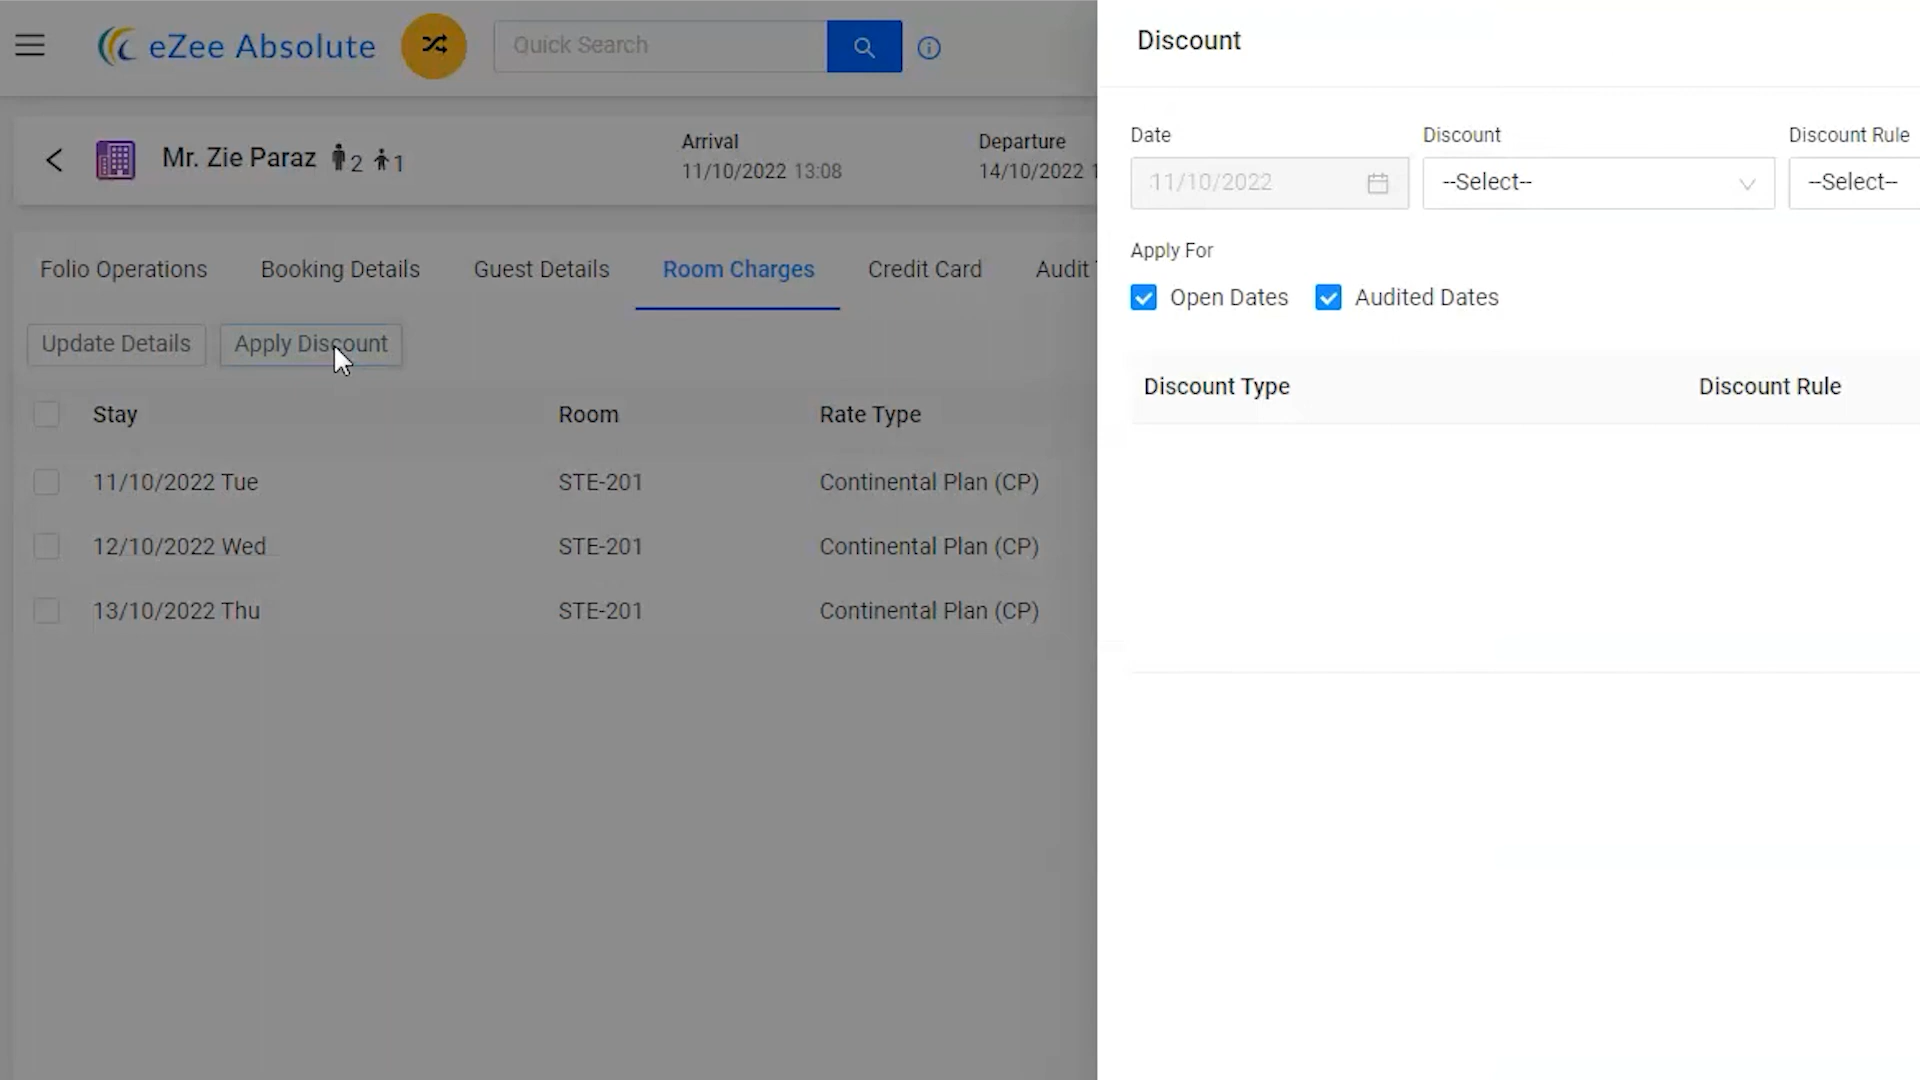 eZee Absolute
Quick Search
Mr. Zie Paraz 2 1
Arrival
11/10/2022 13:08
Departure
14/10/2022 1
Folio Operations
Booking Details
Guest Details
Room Charges
Credit Card
Audit
Update Details
Apply Discount
Stay Room Rate Type
11/10/2022 Tue STE-201 Continental Plan (CP)
12/10/2022 Wed STE-201 Continental Plan (CP)
13/10/2022 Thu STE-201 Continental Plan (CP)
Discount
Date
11/10/2022
Discount
--Select--
Discount Rule
--Select--
Apply For
Open Dates Audited Dates
Discount Type Discount Rule